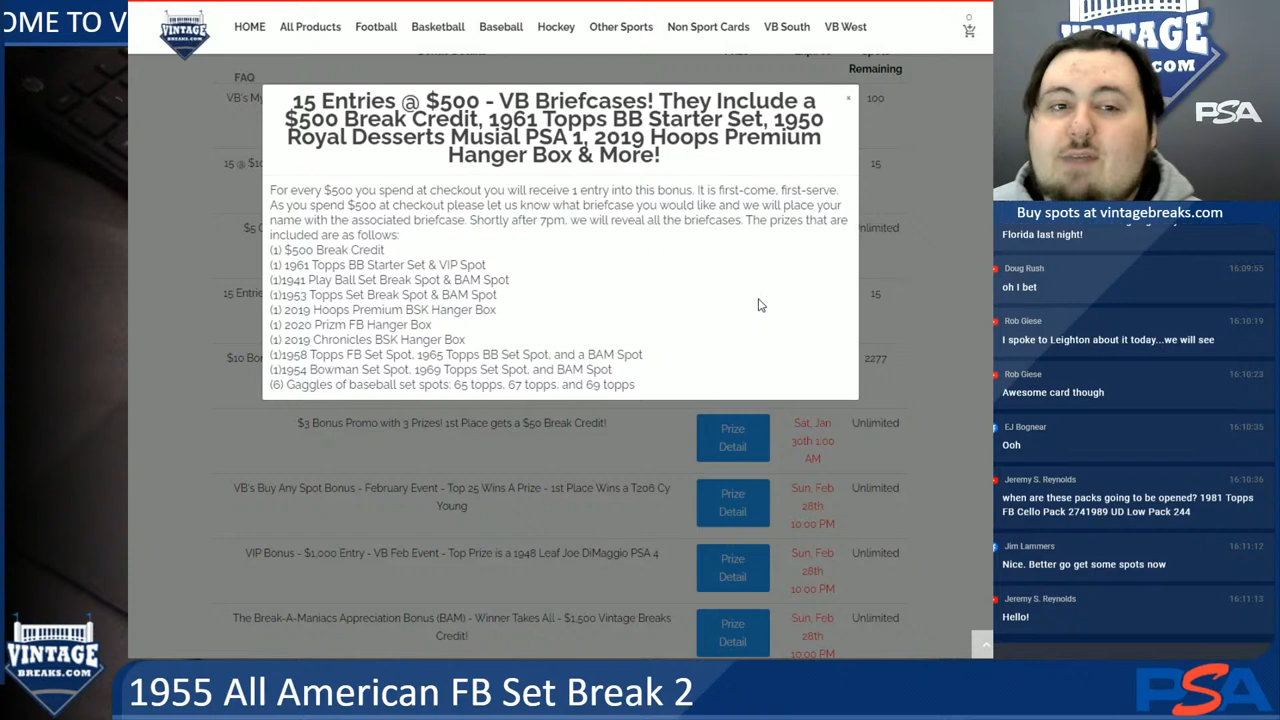 OME TO V
VINTAGE
BREAKS.COM
HOME
All Products
Football
Basketball
Baseball
Hockey
Other Sports
Non Sport Cards
VB South
VB West
0
Remaining
FAQ
VB's My
100
15 Entries @ $500 - VB Briefcases! They Include a
$500 Break Credit, 1961 Topps BB Starter Set, 1950
Royal Desserts Musial PSA 1, 2019 Hoops Premium
Hanger Box & More!
×
15
For every $500 you spend at checkout you will receive 1 entry into this bonus. It is first-come, first-serve.
As you spend $500 at checkout please let us know what briefcase you would like and we will place your
name with the associated briefcase. Shortly after 7pm, we will reveal all the briefcases. The prizes that are
included are as follows:
(1) $500 Break Credit
(1) 1961 Topps BB Starter Set & VIP Spot
(1)1941 Play Ball Set Break Spot & BAM Spot
(1)1953 Topps Set Break Spot & BAM Spot
(1) 2019 Hoops Premium BSK Hanger Box
(1) 2020 Prizm FB Hanger Box
(1) 2019 Chronicles BSK Hanger Box
(1)1958 Topps FB Set Spot, 1965 Topps BB Set Spot, and a BAM Spot
(1)1954 Bowman Set Spot, 1969 Topps Set Spot, and BAM Spot
(6) Gaggles of baseball set spots: 65 topps, 67 topps, and 69 topps
15 Entrie
15
$10 Bon
2277
$3 Bonus Promo with 3 Prizes! 1st Place gets a $50 Break Credit!
Prize
Detail
Sat, Jan
30th 1:00
AM
Unlimited
VB's Buy Any Spot Bonus - February Event - Top 25 Wins A Prize - 1st Place Wins a T206 Cy
Young
Prize
Detail
Sun, Feb
28th
10:00 PM
Unlimited
VIP Bonus - $1,000 Entry - VB Feb Event - Top Prize is a 1948 Leaf Joe DiMaggio PSA 4
Prize
Detail
Sun, Feb
28th
10:00 PM
Unlimited
The Break-A-Maniacs Appreciation Bonus (BAM) - Winner Takes All - $1,500 Vintage Breaks
Credit!
Prize
Detail
Sun, Feb
28th
10:00 PM
Unlimited
VINTAGE
PSA
Buy spots at vintagebreaks.com
Florida last night!
Doug Rush
16:09:55
oh I bet
Rob Giese
16:10:19
I spoke to Leighton about it today...we will see
Rob Giese
16:10:23
Awesome card though
EJ Bognear
16:10:35
Ooh
Jeremy S. Reynolds
16:10:36
when are these packs going to be opened? 1981 Topps
FB Cello Pack 2741989 UD Low Pack 244
Jim Lammers
16:11:12
Nice. Better go get some spots now
Jeremy S. Reynolds
16:11:13
Hello!
VINTAGE
BREAKS.COM
1955 All American FB Set Break 2
PSA